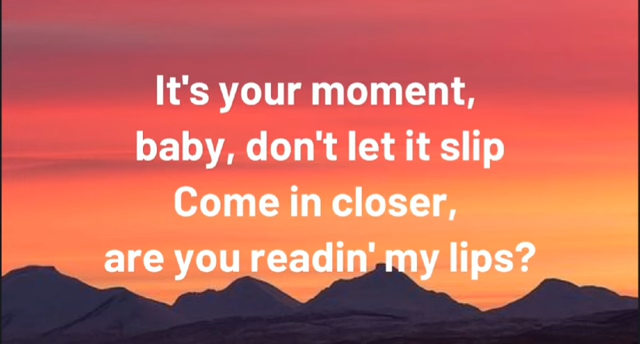 It's your moment,
baby, don't let it slip
Come in closer,
are you readin' my lips?